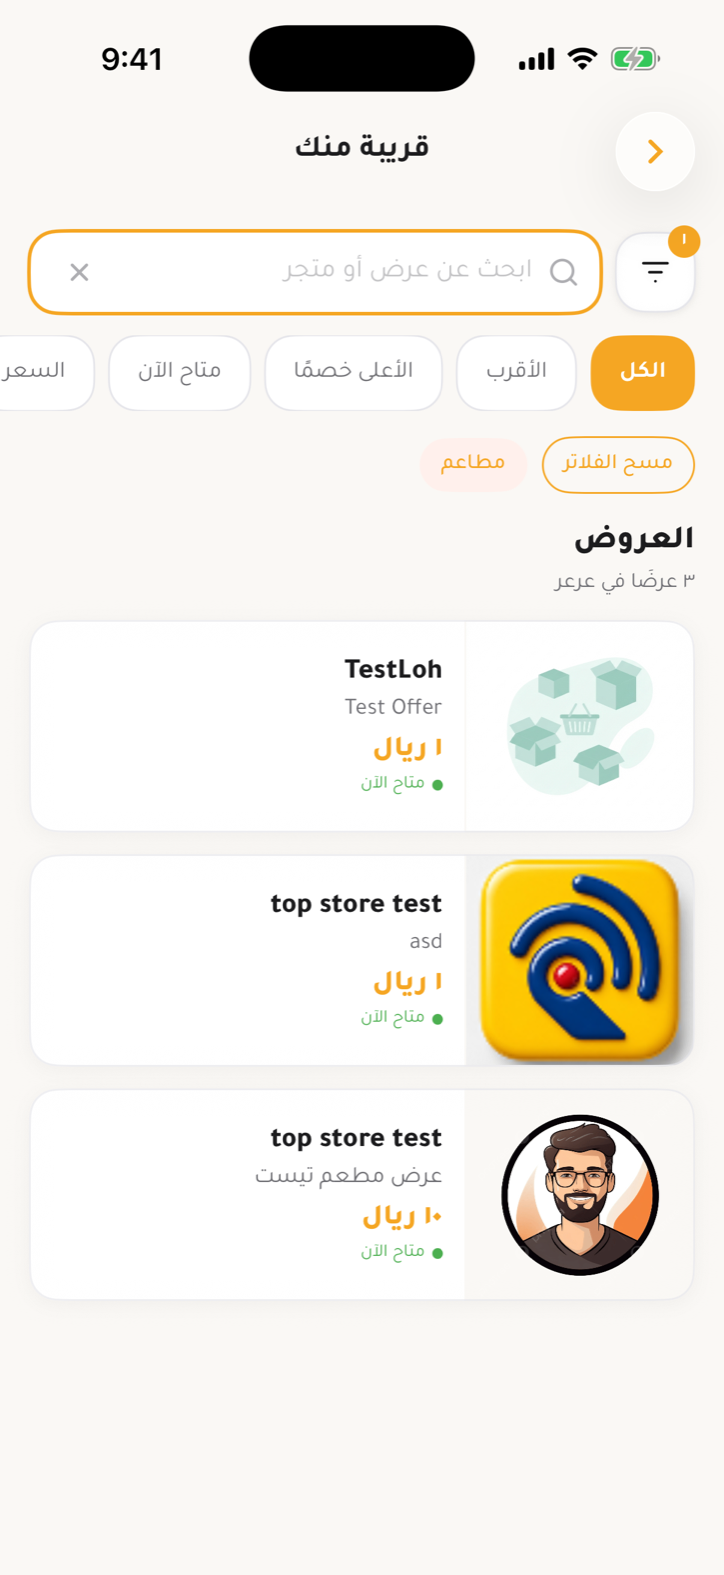 9:41
قريبة منك
١
ابحث عن عرض أو متجر
الكل
الأقرب
الأعلى خصمًا
متاح الآن
السعر
مسح الفلاتر
مطاعم
العروض
٣ عرضًا في عرعر
TestLoh
Test Offer
١ ريال
متاح الآن
top store test
asd
١ ريال
متاح الآن
top store test
عرض مطعم تيست
١٠ ريال
متاح الآن